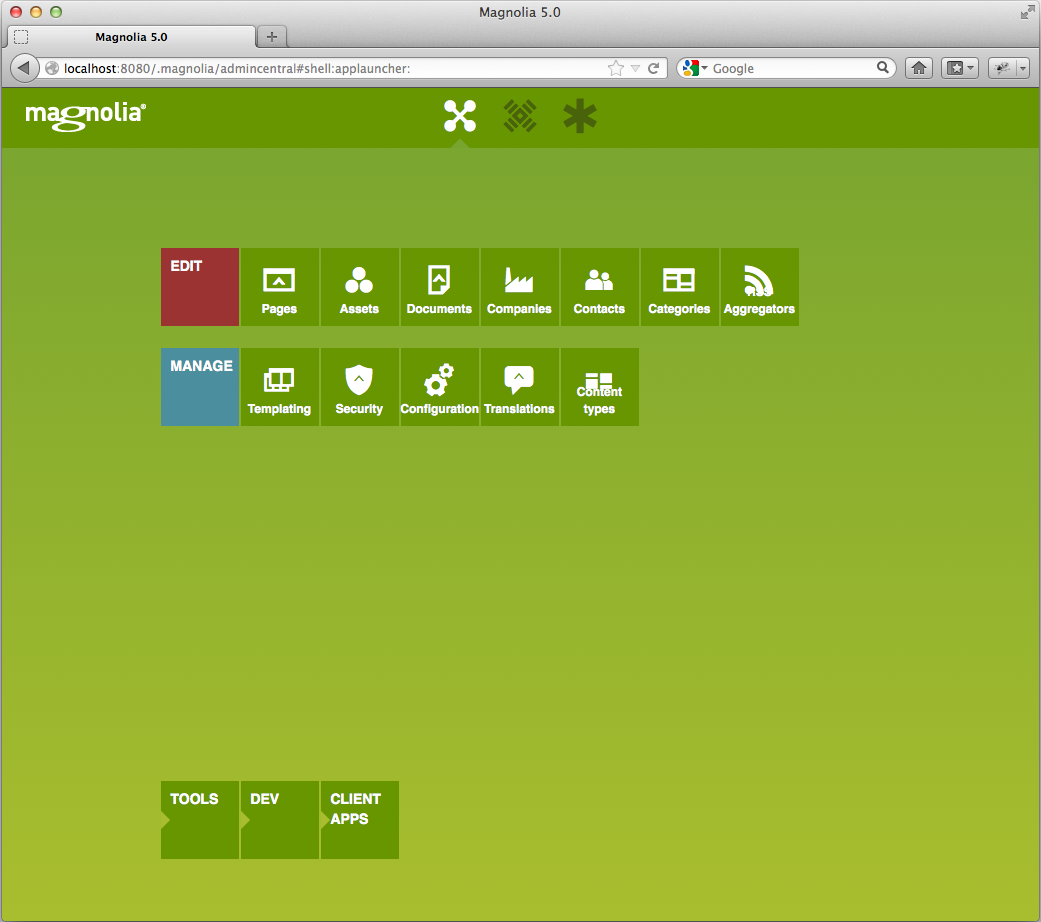 Magnolia 5.0
Magnolia 5.0
localhost:8080/.magnolia/admincentral#shell:applauncher:
Google
magnolia®
EDIT
Pages
Assets
Documents
Companies
Contacts
Categories
RSS
Aggregators
MANAGE
Templating
Security
Configuration
Translations
Content
types
TOOLS
DEV
CLIENT
APPS